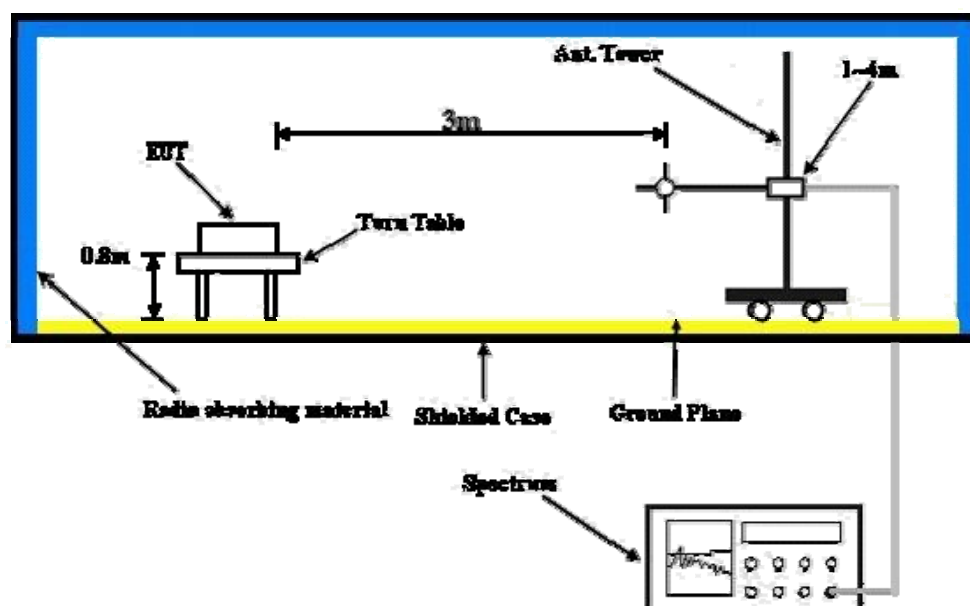 Ant. Tower
1~4m
3m
EUT
Turn Table
0.8m
Radio absorbing material
Shielded Case
Ground Plane
Spectrum